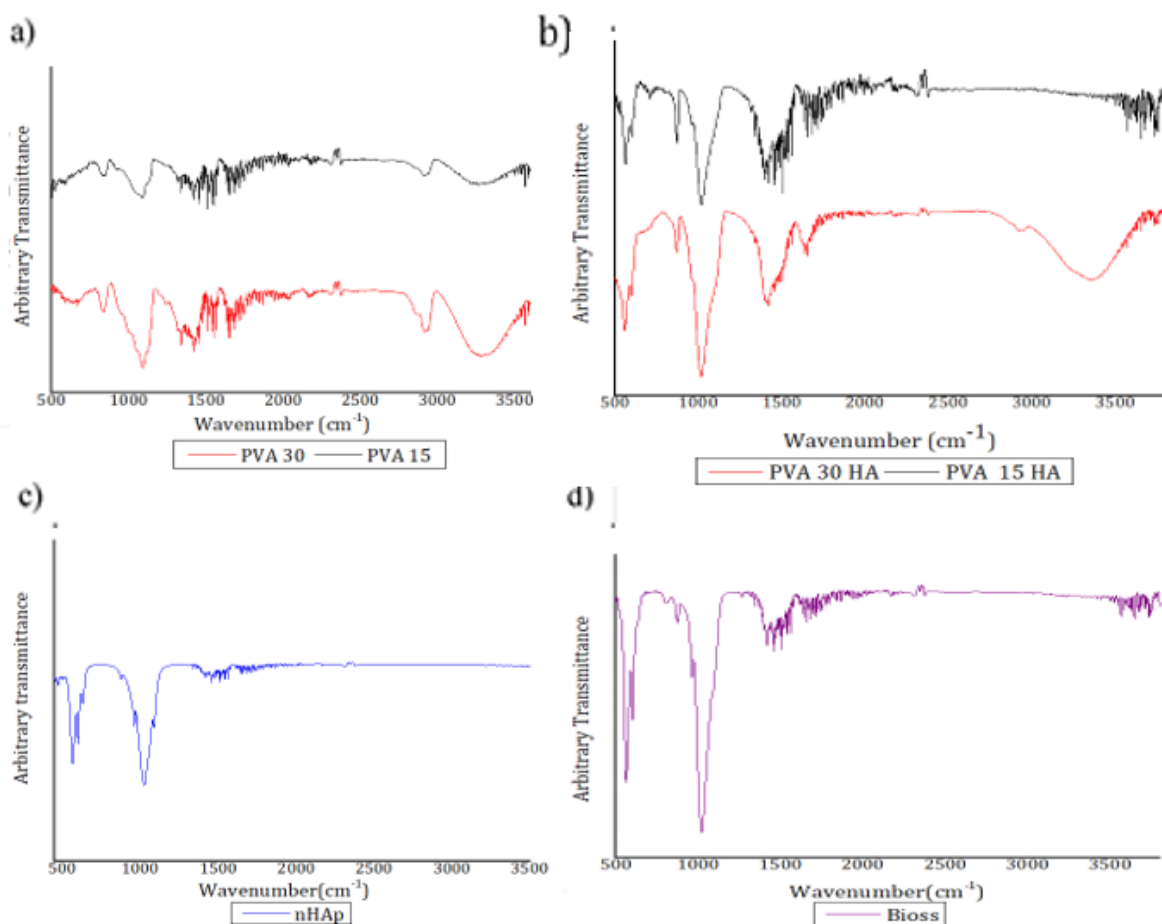 a)
Arbitrary Transmittance
500 1000 1500 2000 2500 3000 3500
Wavenumber (cm-1)
PVA 30 PVA 15
b)
Arbitrary Transmittance
500 1000 1500 2000 2500 3000 3500
Wavenumber (cm-1)
PVA 30 HA PVA 15 HA
c)
Arbitrary transmittance
500 1000 1500 2000 2500 3000 3500
Wavenumber(cm-1)
nHAp
d)
Arbitrary Transmittance
500 1000 1500 2000 2500 3000 3500
Wavenumber(cm-1)
Bioss